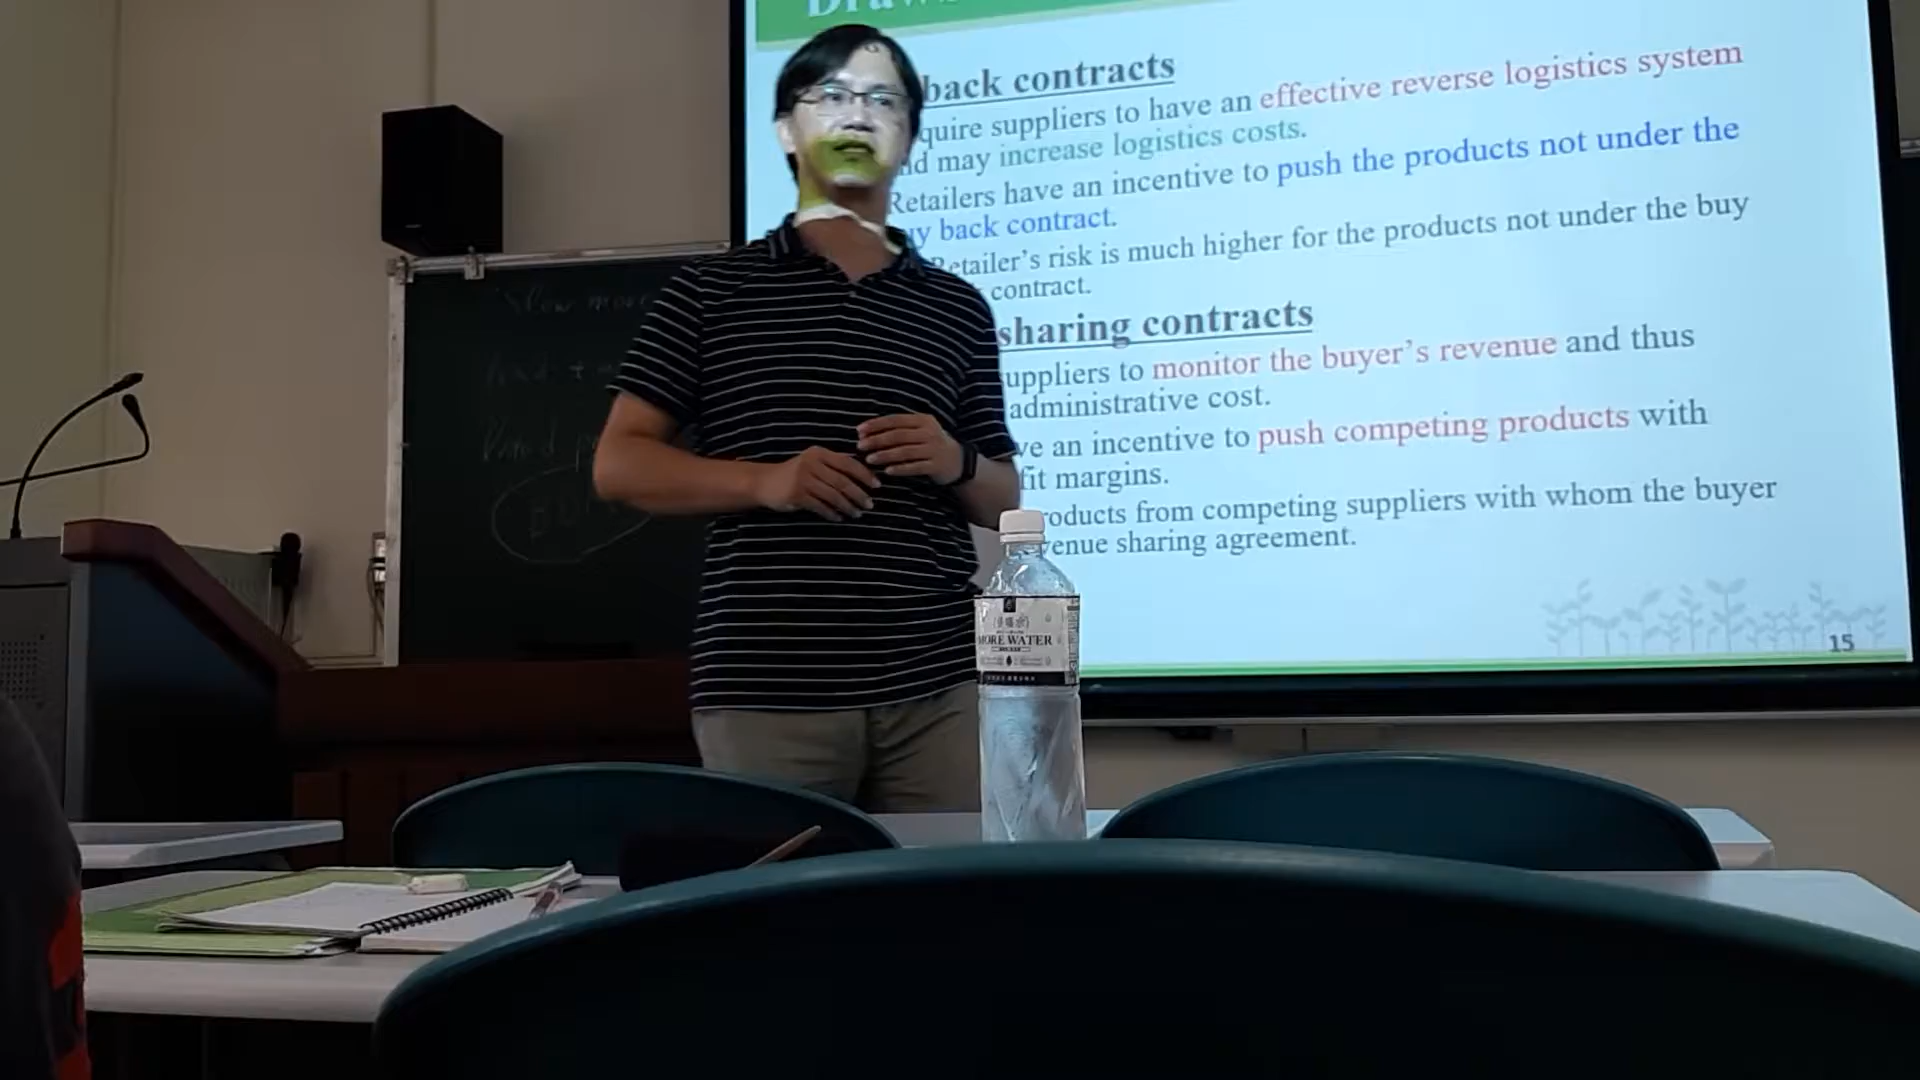 back contracts
quire suppliers to have an effective reverse logistics system
nd may increase logistics costs.
Retailers have an incentive to push the products not under the
uy back contract.
Retailer's risk is much higher for the products not under the buy
contract.
sharing contracts
uppliers to monitor the buyer's revenue and thus
administrative cost.
ve an incentive to push competing products with
fit margins.
roducts from competing suppliers with whom the buyer
venue sharing agreement.
15
MORE WATER